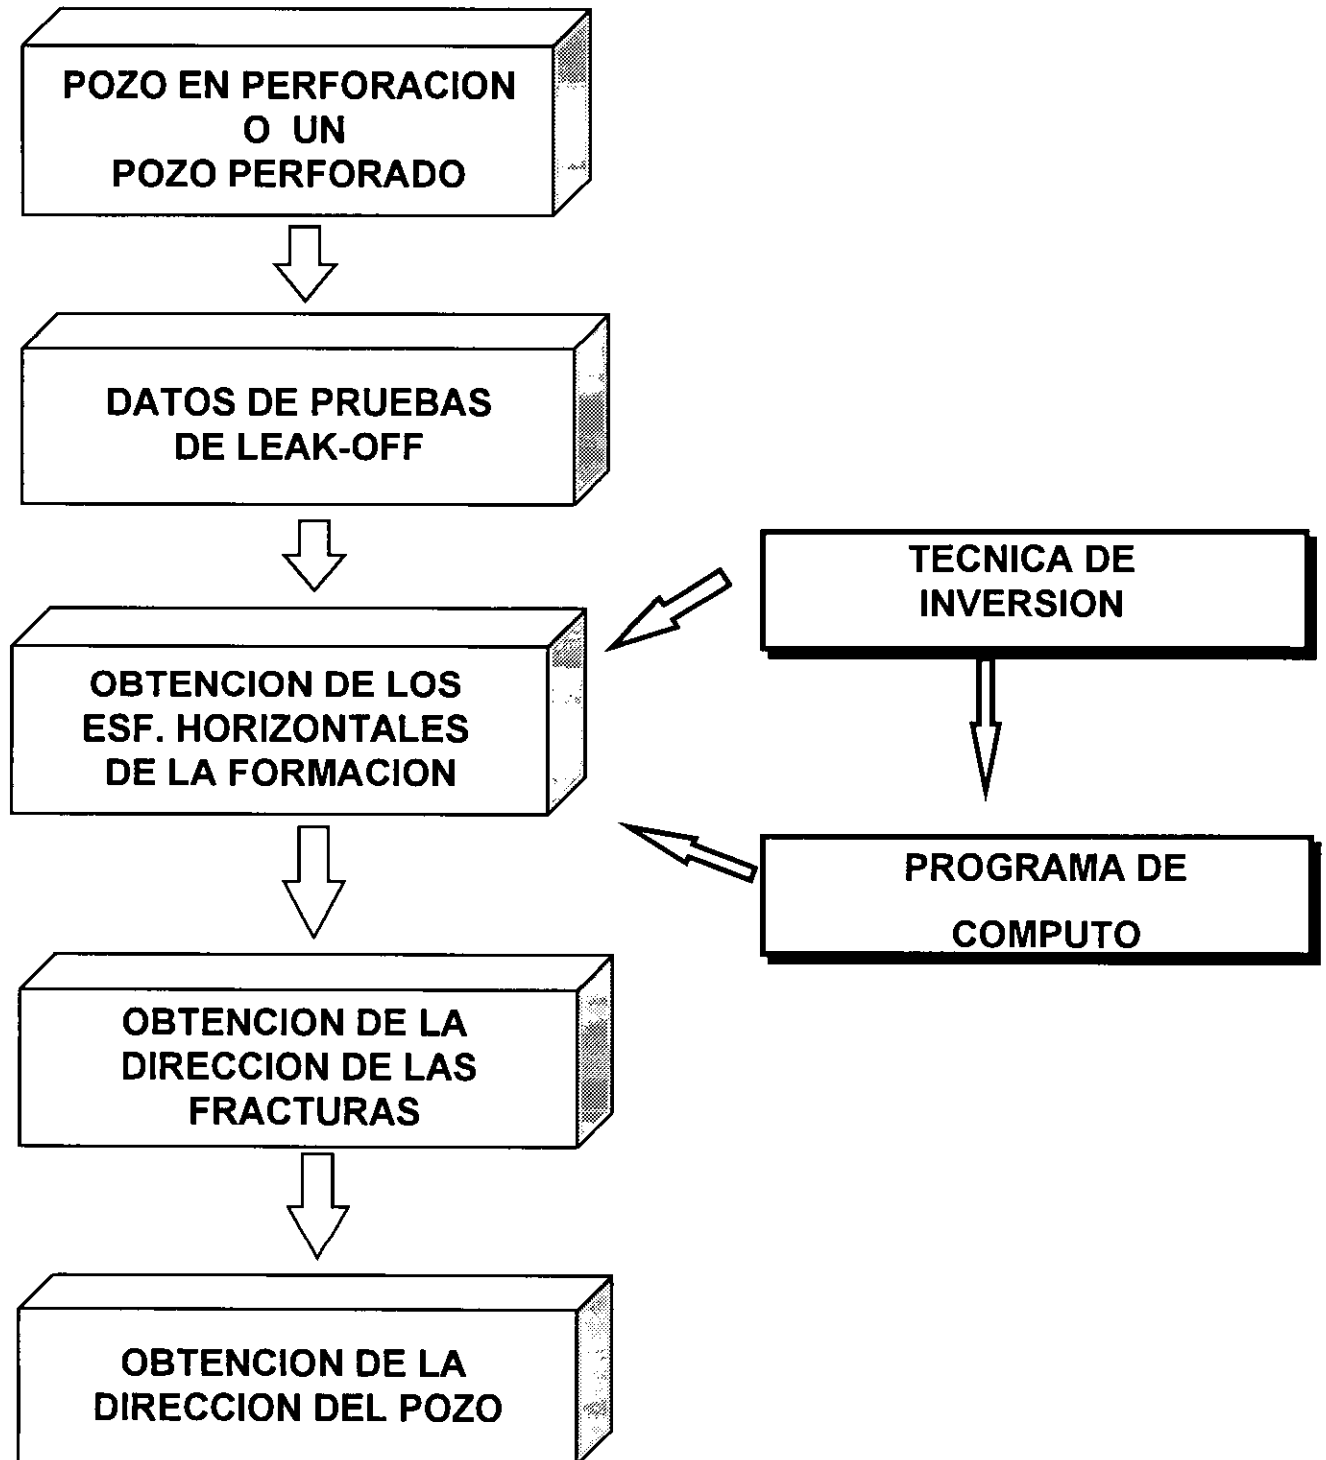 POZO EN PERFORACION
O UN
POZO PERFORADO
DATOS DE PRUEBAS
DE LEAK-OFF
TECNICA DE
INVERSION
OBTENCION DE LOS
ESF. HORIZONTALES
DE LA FORMACION
PROGRAMA DE
COMPUTO
OBTENCION DE LA
DIRECCION DE LAS
FRACTURAS
OBTENCION DE LA
DIRECCION DEL POZO